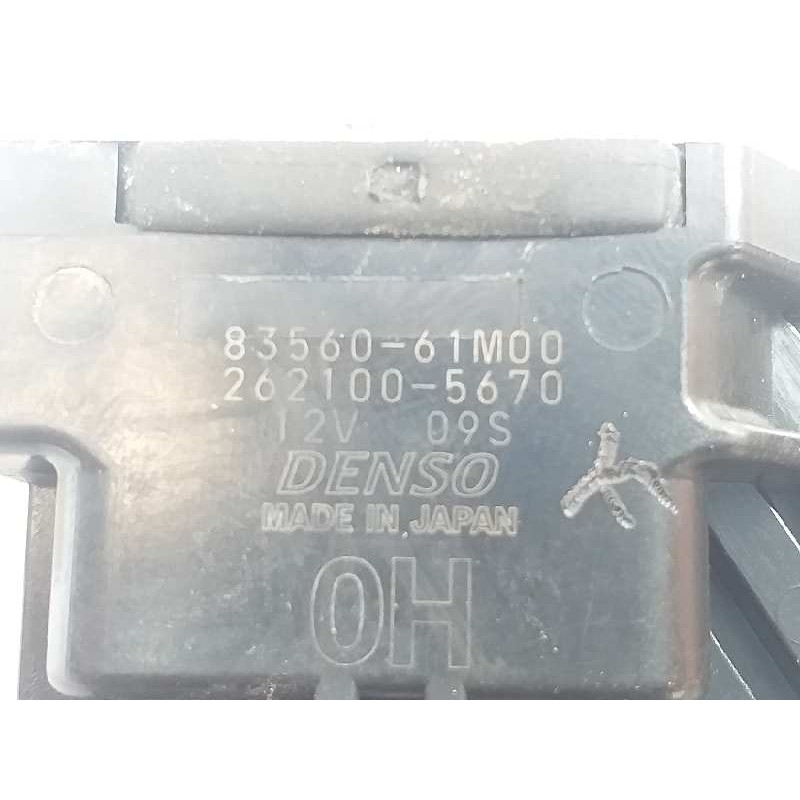 83560-61M00
262100-5670
12V 09S
DENSO
MADE IN JAPAN
0H